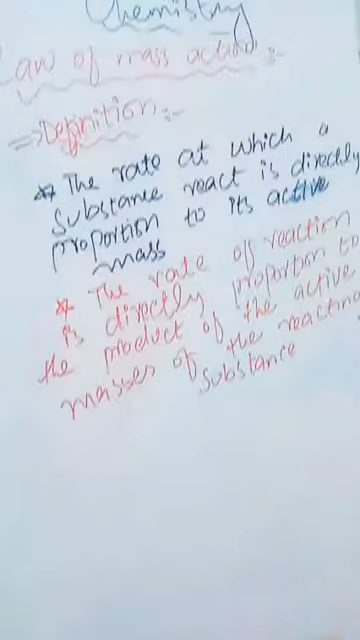 Chemistry
Law of mass action:-
=> Definition:-
* The rate at which a
substance react is directly
proportion to its active
mass
* The rate of reaction
is directly proportion to
the product of the active
masses of the reacting
substance